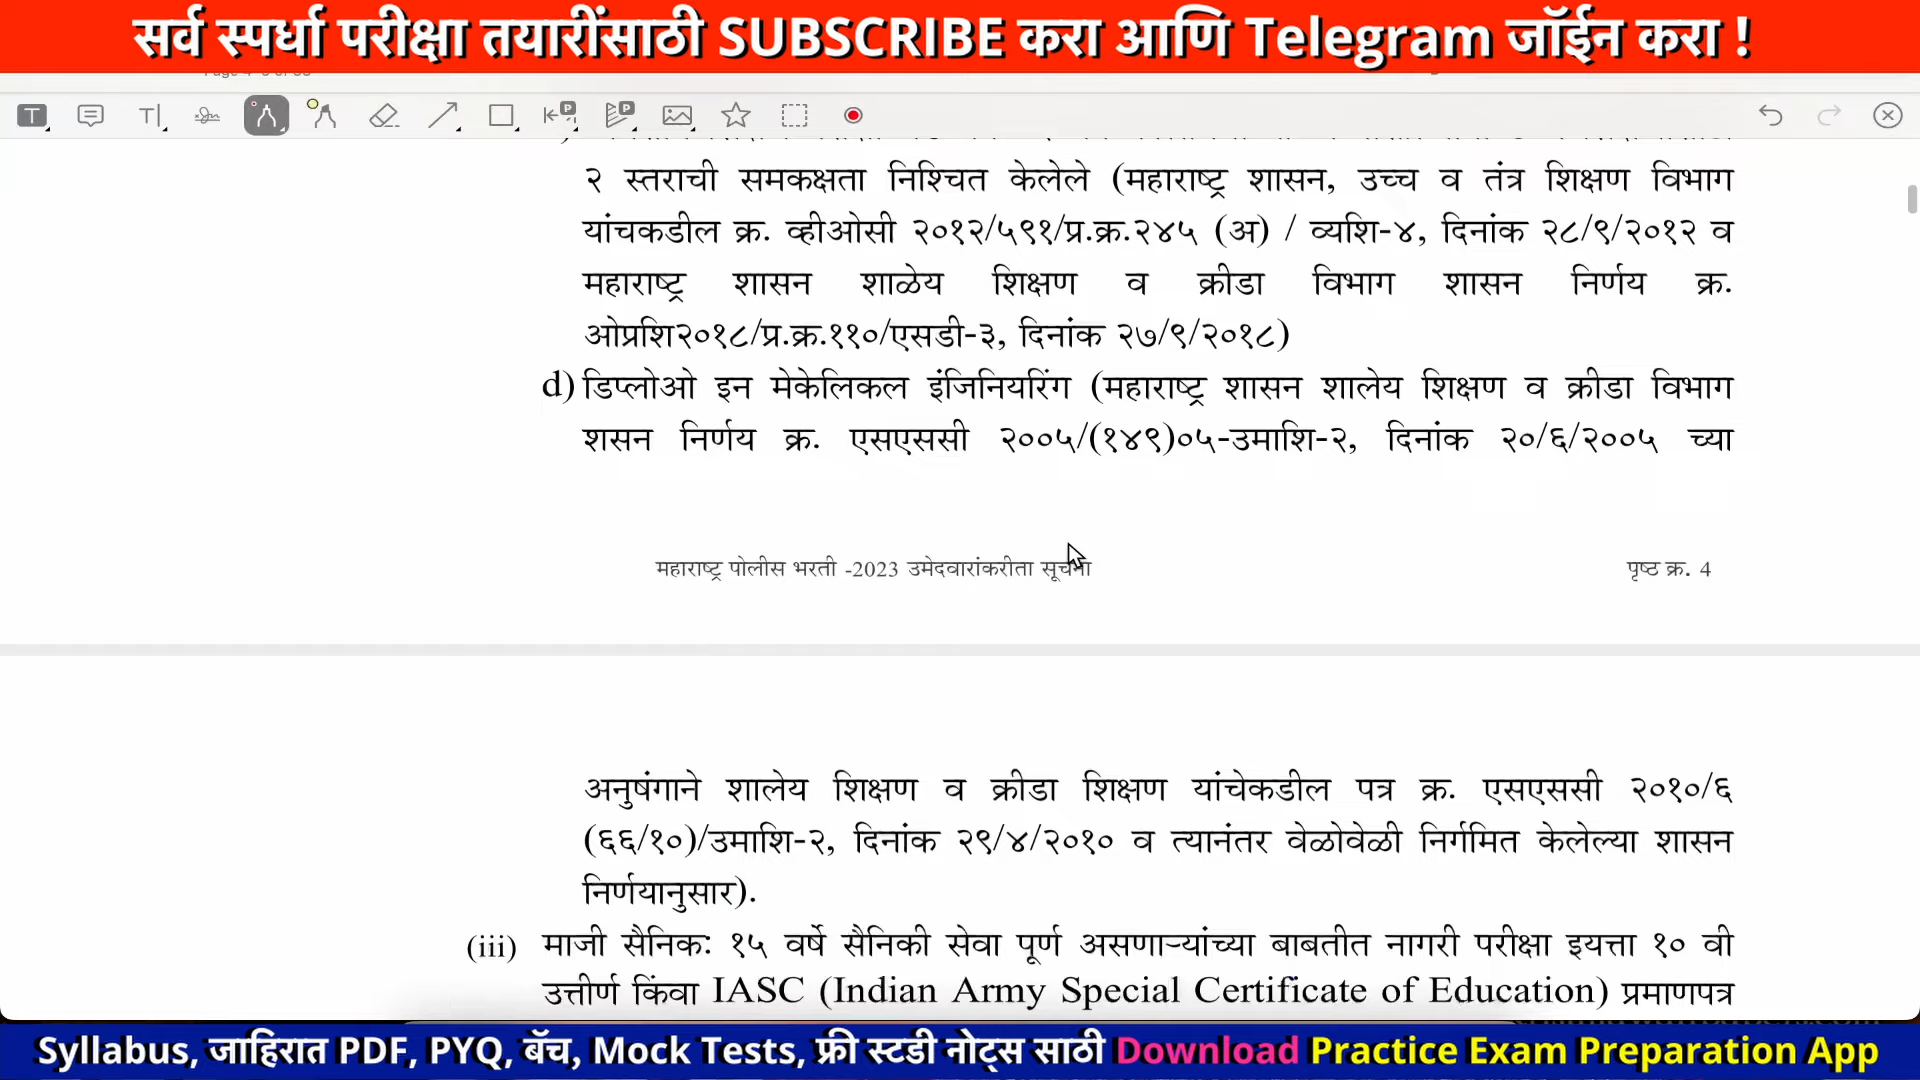 सर्व स्पर्धा परीक्षा तयारींसाठी SUBSCRIBE करा आणि Telegram जॉईन करा !
२ स्तराची समकक्षता निश्चित केलेले (महाराष्ट्र शासन, उच्च व तंत्र शिक्षण विभाग
यांचकडील क्र. व्हीओसी २०१२/५९१/प्र.क्र.२४५ (अ) / व्यशि-४, दिनांक २८/९/२०१२ व
महाराष्ट्र शासन शाळेय शिक्षण व क्रीडा विभाग शासन निर्णय क्र.
ओप्रशि२०१८/प्र.क्र.११०/एसडी-३, दिनांक २७/९/२०१८)
d) डिप्लोओ इन मेकेलिकल इंजिनियरिंग (महाराष्ट्र शासन शालेय शिक्षण व क्रीडा विभाग
शसन निर्णय क्र. एसएससी २००५/(१४९)०५-उमाशि-२, दिनांक २०/६/२००५ च्या
महाराष्ट्र पोलीस भरती -2023 उमेदवारांकरीता सूचना पृष्ठ क्र. 4
अनुषंगाने शालेय शिक्षण व क्रीडा शिक्षण यांचेकडील पत्र क्र. एसएससी २०१०/६
(६६/१०)/उमाशि-२, दिनांक २९/४/२०१० व त्यानंतर वेळोवेळी निर्गमित केलेल्या शासन
निर्णयानुसार).
(iii) माजी सैनिक: १५ वर्षे सैनिकी सेवा पूर्ण असणाऱ्यांच्या बाबतीत नागरी परीक्षा इयत्ता १० वी
उत्तीर्ण किंवा IASC (Indian Army Special Certificate of Education) प्रमाणपत्र
Syllabus, जाहिरात PDF, PYQ, बॅच, Mock Tests, फ्री स्टडी नोट्स साठी Download Practice Exam Preparation App